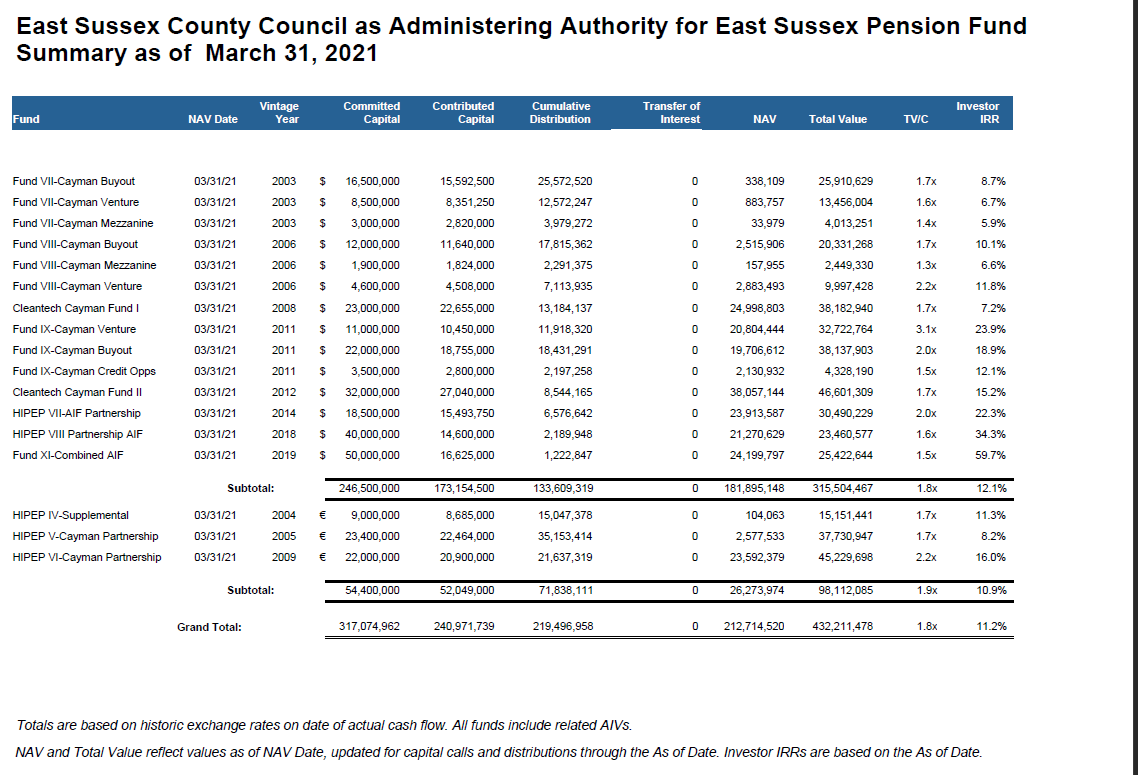 East Sussex County Council as Administering Authority for East Sussex Pension Fund
Summary as of March 31, 2021
Fund NAV Date Vintage Year Committed Capital Contributed Capital Cumulative Distribution Transfer of Interest NAV Total Value TV/C Investor IRR
Fund VII-Cayman Buyout 03/31/21 2003 $ 16,500,000 15,592,500 25,572,520 0 338,109 25,910,629 1.7x 8.7%
Fund VII-Cayman Venture 03/31/21 2003 $ 8,500,000 8,351,250 12,572,247 0 883,757 13,456,004 1.6x 6.7%
Fund VII-Cayman Mezzanine 03/31/21 2003 $ 3,000,000 2,820,000 3,979,272 0 33,979 4,013,251 1.4x 5.9%
Fund VIII-Cayman Buyout 03/31/21 2006 $ 12,000,000 11,640,000 17,815,362 0 2,515,906 20,331,268 1.7x 10.1%
Fund VIII-Cayman Mezzanine 03/31/21 2006 $ 1,900,000 1,824,000 2,291,375 0 157,955 2,449,330 1.3x 6.6%
Fund VIII-Cayman Venture 03/31/21 2006 $ 4,600,000 4,508,000 7,113,935 0 2,883,493 9,997,428 2.2x 11.8%
Cleantech Cayman Fund I 03/31/21 2008 $ 23,000,000 22,655,000 13,184,137 0 24,998,803 38,182,940 1.7x 7.2%
Fund IX-Cayman Venture 03/31/21 2011 $ 11,000,000 10,450,000 11,918,320 0 20,804,444 32,722,764 3.1x 23.9%
Fund IX-Cayman Buyout 03/31/21 2011 $ 22,000,000 18,755,000 18,431,291 0 19,706,612 38,137,903 2.0x 18.9%
Fund IX-Cayman Credit Opps 03/31/21 2011 $ 3,500,000 2,800,000 2,197,258 0 2,130,932 4,328,190 1.5x 12.1%
Cleantech Cayman Fund II 03/31/21 2012 $ 32,000,000 27,040,000 8,544,165 0 38,057,144 46,601,309 1.7x 15.2%
HIPEP VII-AIF Partnership 03/31/21 2014 $ 18,500,000 15,493,750 6,576,642 0 23,913,587 30,490,229 2.0x 22.3%
HIPEP VIII Partnership AIF 03/31/21 2018 $ 40,000,000 14,600,000 2,189,948 0 21,270,629 23,460,577 1.6x 34.3%
Fund XI-Combined AIF 03/31/21 2019 $ 50,000,000 16,625,000 1,222,847 0 24,199,797 25,422,644 1.5x 59.7%
Subtotal: 246,500,000 173,154,500 133,609,319 0 181,895,148 315,504,467 1.8x 12.1%
HIPEP IV-Supplemental 03/31/21 2004 € 9,000,000 8,685,000 15,047,378 0 104,063 15,151,441 1.7x 11.3%
HIPEP V-Cayman Partnership 03/31/21 2005 € 23,400,000 22,464,000 35,153,414 0 2,577,533 37,730,947 1.7x 8.2%
HIPEP VI-Cayman Partnership 03/31/21 2009 € 22,000,000 20,900,000 21,637,319 0 23,592,379 45,229,698 2.2x 16.0%
Subtotal: 54,400,000 52,049,000 71,838,111 0 26,273,974 98,112,085 1.9x 10.9%
Grand Total: 317,074,962 240,971,739 219,496,958 0 212,714,520 432,211,478 1.8x 11.2%
Totals are based on historic exchange rates on date of actual cash flow. All funds include related AIVs.
NAV and Total Value reflect values as of NAV Date, updated for capital calls and distributions through the As of Date. Investor IRRs are based on the As of Date.